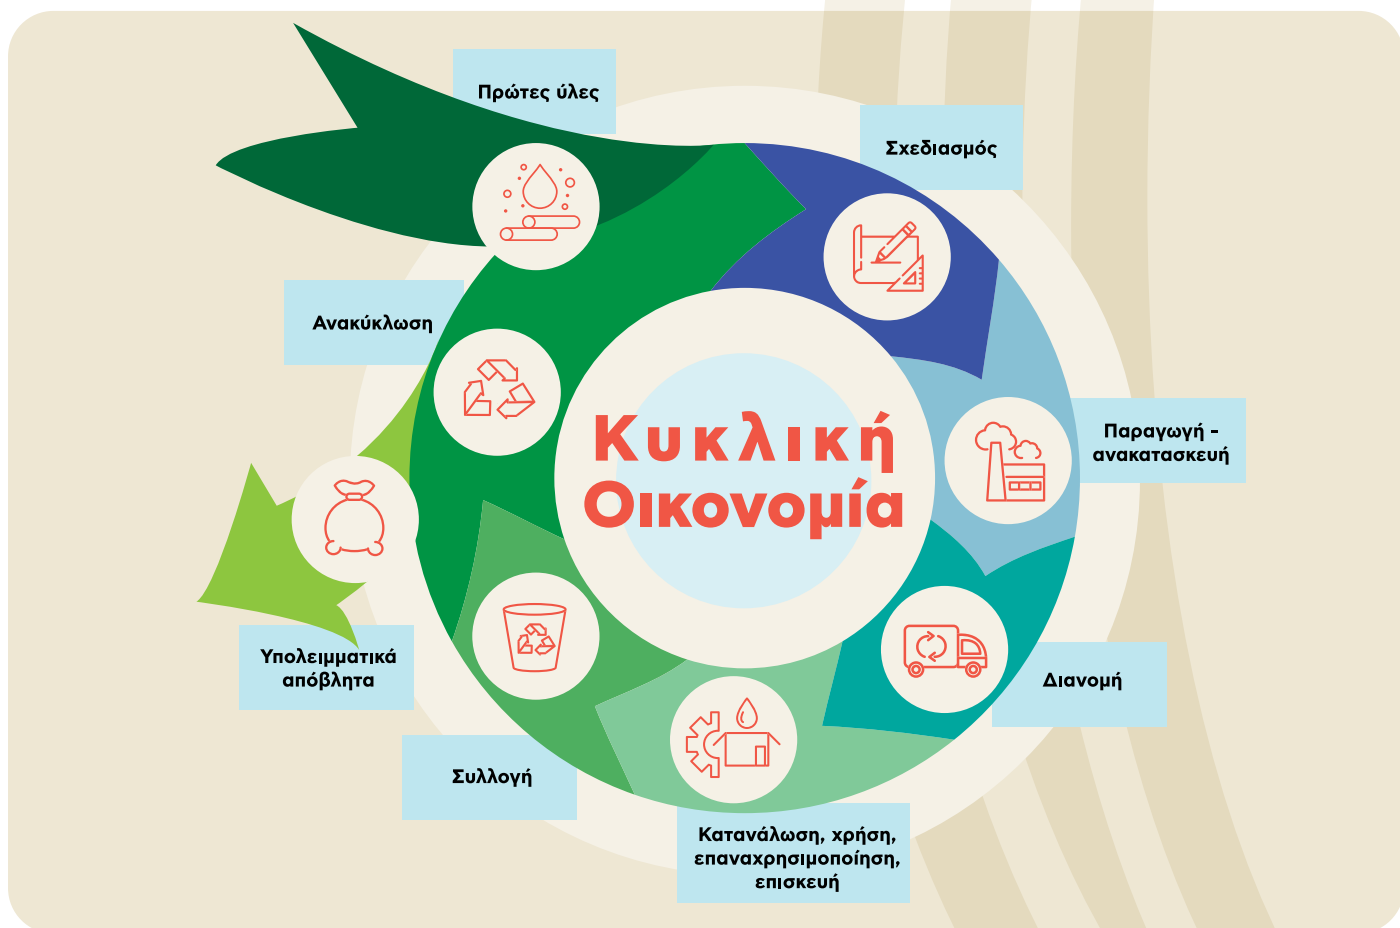 Πρώτες ύλες
Σχεδιασμός
Ανακύκλωση
Κυκλική
Οικονομία
Παραγωγή -
ανακατασκευή
Υπολειμματικά
απόβλητα
Διανομή
Συλλογή
Κατανάλωση, χρήση,
επαναχρησιμοποίηση,
επισκευή